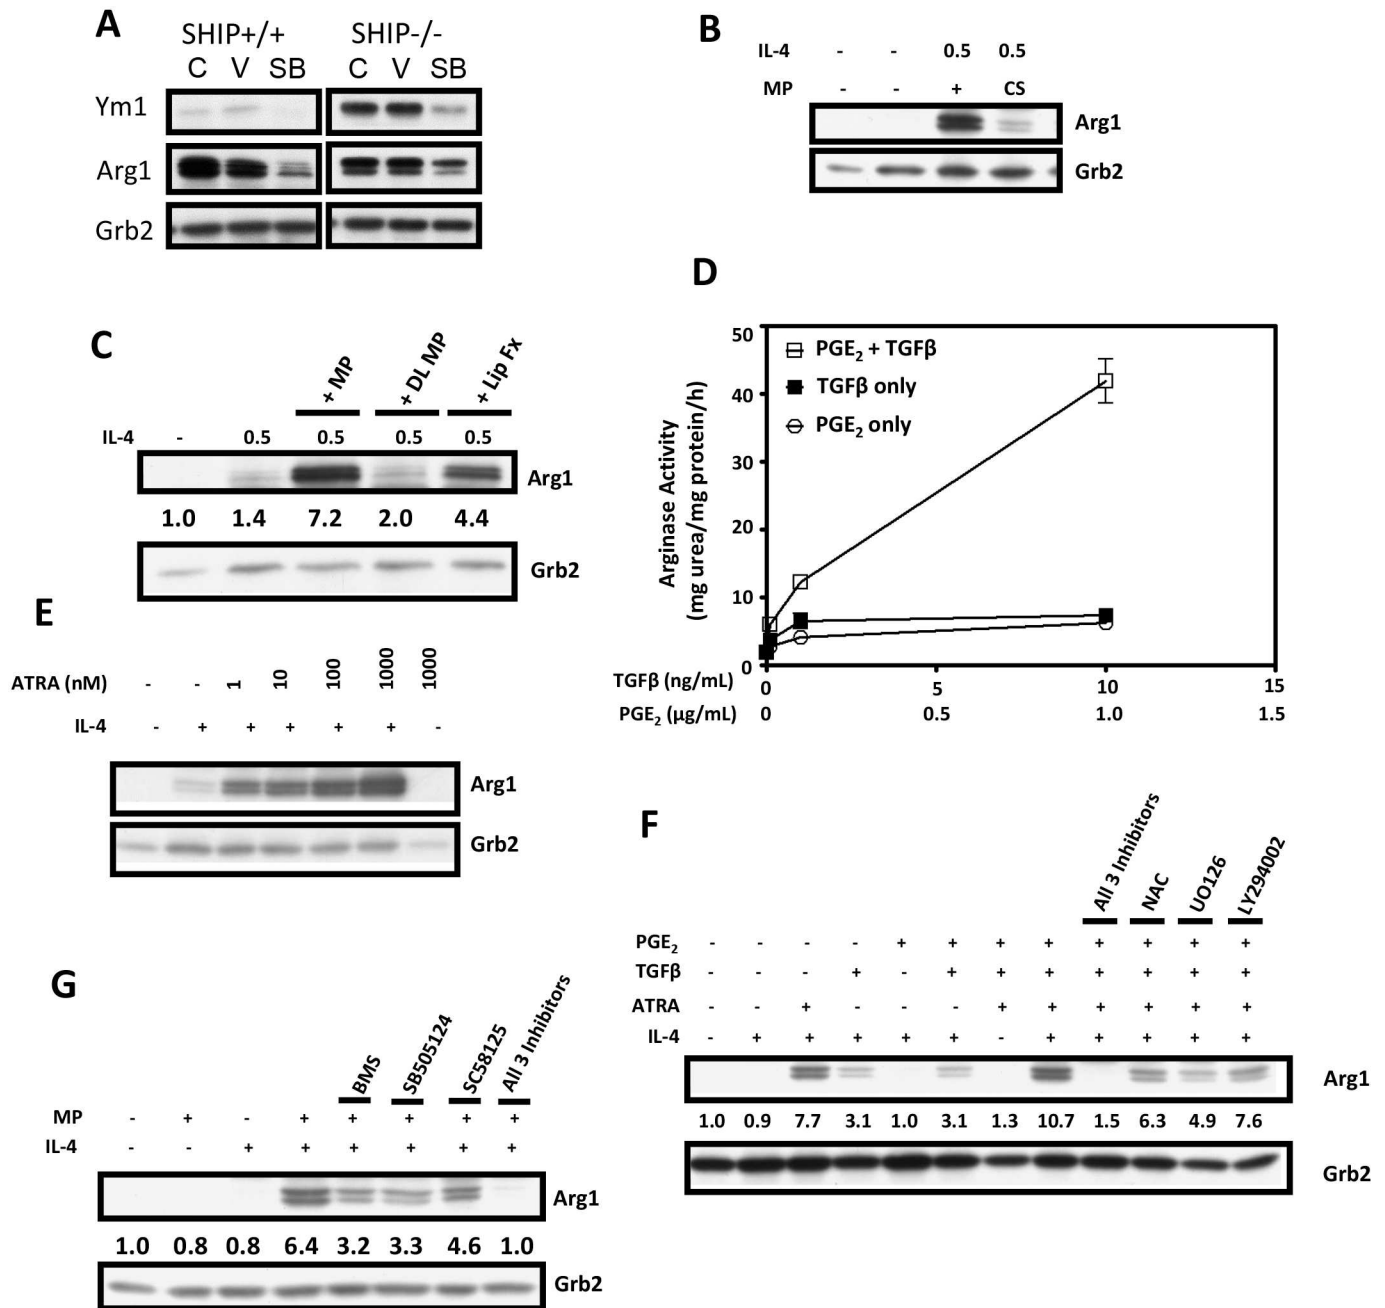 A
SHIP+/+ SHIP-/-
C V SB C V SB
Ym1
Arg1
Grb2
B
IL-4 - - 0.5 0.5
MP - - + CS
Arg1
Grb2
C
+ MP + DL MP + Lip Fx
IL-4 - 0.5 0.5 0.5 0.5
Arg1
1.0 1.4 7.2 2.0 4.4
Grb2
D
PGE2 + TGFβ
TGFβ only
PGE2 only
Arginase Activity
(mg urea/mg protein/h)
50
40
30
20
10
0
TGFβ (ng/mL) 0 5 10 15
PGE2 (μg/mL) 0 0.5 1.0 1.5
E
ATRA (nM) - - 1 10 100 1000 1000
IL-4 - + + + + + -
Arg1
Grb2
F
All 3 Inhibitors NAC UO126 LY294002
PGE2 - - - - + + + + + + + +
TGFβ - - - + - + + + + + + +
ATRA - - + - - - + + + + + +
IL-4 - + + + + + - + + + + +
Arg1
1.0 0.9 7.7 3.1 1.0 3.1 1.3 10.7 1.5 6.3 4.9 7.6
Grb2
G
BMS SB505124 SC58125 All 3 Inhibitors
MP - + - + + + + +
IL-4 - - + + + + + +
Arg1
1.0 0.8 0.8 6.4 3.2 3.3 4.6 1.0
Grb2